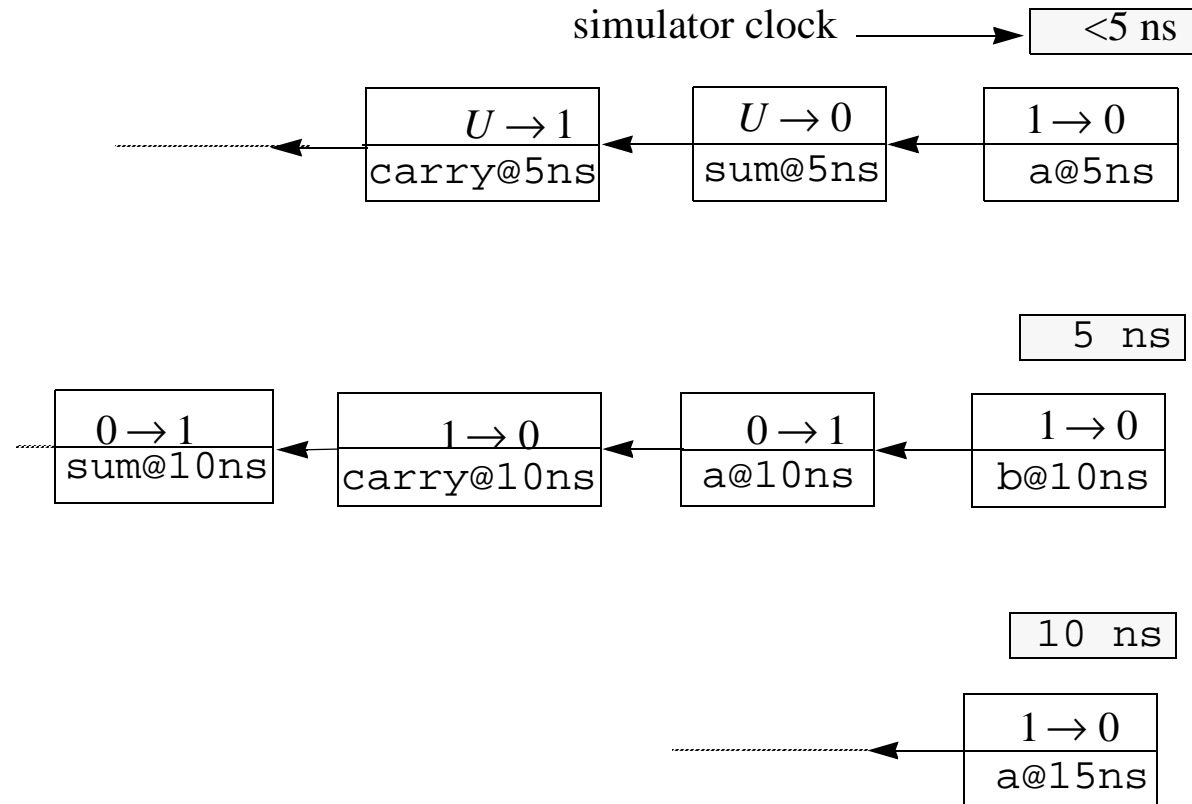 simulator clock <5 ns
U → 1 U → 0 1 → 0
carry@5ns sum@5ns a@5ns
5 ns
0 → 1 1 → 0 0 → 1 1 → 0
sum@10ns carry@10ns a@10ns b@10ns
10 ns
1 → 0
a@15ns